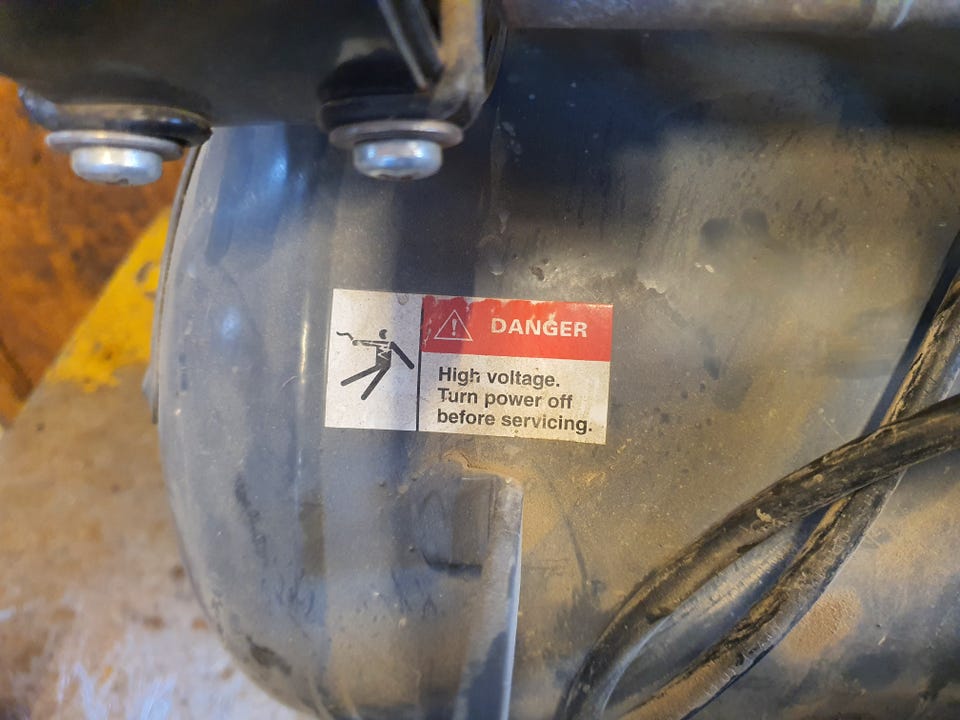 DANGER
High voltage.
Turn power off
before servicing.